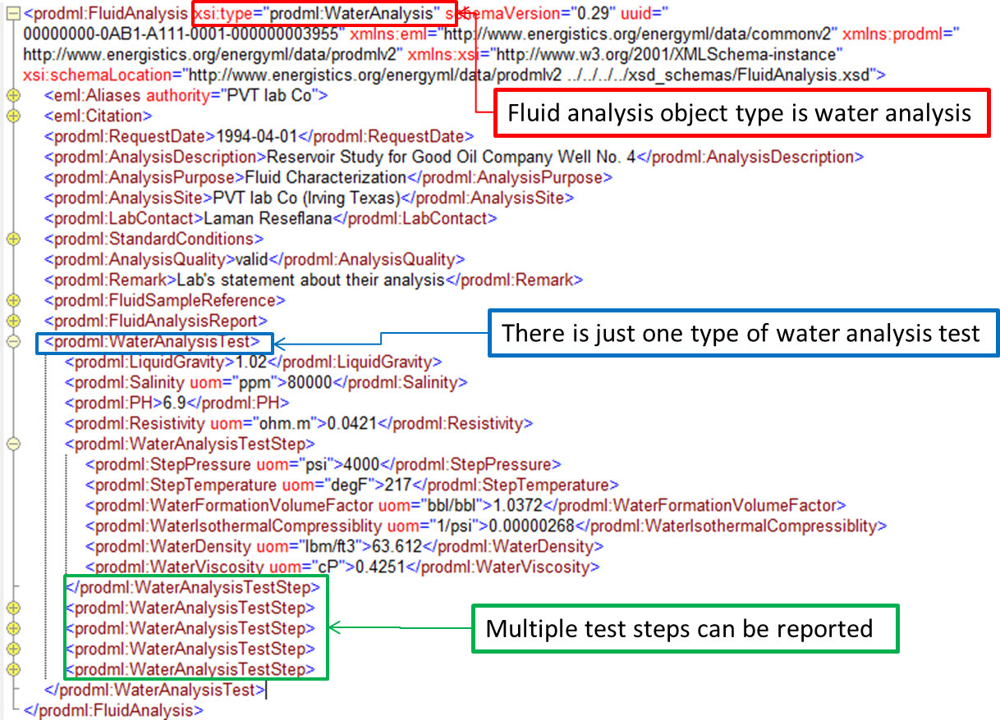 <prodml:FluidAnalysis xsi:type="prodml:WaterAnalysis" schemaVersion="0.29" uuid="
00000000-0AB1-A111-0001-000000003955" xmlns:eml="http://www.energistics.org/energyml/data/commonv2" xmlns:prodml="
http://www.energistics.org/energyml/data/prodmlv2" xmlns:xsi="http://www.w3.org/2001/XMLSchema-instance"
xsi:schemaLocation="http://www.energistics.org/energyml/data/prodmlv2 ../../../../xsd_schemas/FluidAnalysis.xsd">
<eml:Aliases authority="PVT lab Co">
Fluid analysis object type is water analysis
<eml:Citation>
<prodml:RequestDate>1994-04-01</prodml:RequestDate>
<prodml:AnalysisDescription>Reservoir Study for Good Oil Company Well No. 4</prodml:AnalysisDescription>
<prodml:AnalysisPurpose>Fluid Characterization</prodml:AnalysisPurpose>
<prodml:AnalysisSite>PVT lab Co (Irving Texas)</prodml:AnalysisSite>
<prodml:LabContact>Laman Reseflana</prodml:LabContact>
<prodml:StandardConditions>
<prodml:AnalysisQuality>valid</prodml:AnalysisQuality>
<prodml:Remark>Lab's statement about their analysis</prodml:Remark>
<prodml:FluidSampleReference>
<prodml:FluidAnalysisReport>
<prodml:WaterAnalysisTest>
There is just one type of water analysis test
<prodml:LiquidGravity>1.02</prodml:LiquidGravity>
<prodml:Salinity uom="ppm">80000</prodml:Salinity>
<prodml:PH>6.9</prodml:PH>
<prodml:Resistivity uom="ohm.m">0.0421</prodml:Resistivity>
<prodml:WaterAnalysisTestStep>
<prodml:StepPressure uom="psi">4000</prodml:StepPressure>
<prodml:StepTemperature uom="degF">217</prodml:StepTemperature>
<prodml:WaterFormationVolumeFactor uom="bbl/bbl">1.0372</prodml:WaterFormationVolumeFactor>
<prodml:WaterIsothermalCompressiblity uom="1/psi">0.00000268</prodml:WaterIsothermalCompressiblity>
<prodml:WaterDensity uom="lbm/ft3">63.612</prodml:WaterDensity>
<prodml:WaterViscosity uom="cP">0.4251</prodml:WaterViscosity>
</prodml:WaterAnalysisTestStep>
<prodml:WaterAnalysisTestStep>
<prodml:WaterAnalysisTestStep>
Multiple test steps can be reported
<prodml:WaterAnalysisTestStep>
<prodml:WaterAnalysisTestStep>
</prodml:WaterAnalysisTest>
</prodml:FluidAnalysis>